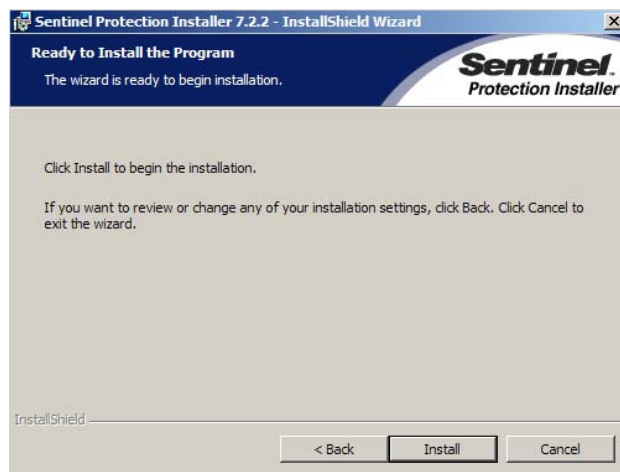 Sentinel Protection Installer 7.2.2 - InstallShield Wizard
Ready to Install the Program
The wizard is ready to begin installation.
Sentinel.
Protection Installer
Click Install to begin the installation.
If you want to review or change any of your installation settings, click Back. Click Cancel to
exit the wizard.
InstallShield
< Back
Install
Cancel